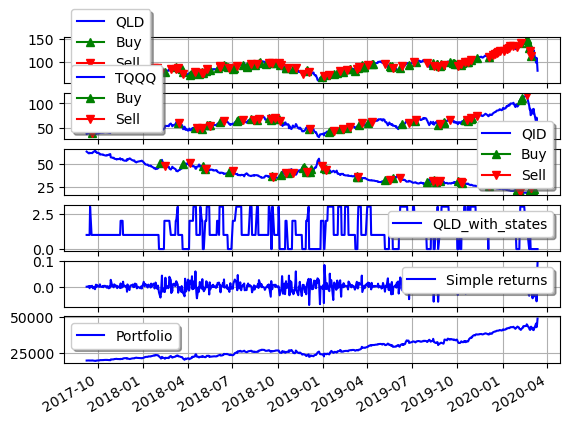 QLD
Buy
Sell
150
100
TQQQ
Buy
Sell
100
50
QID
Buy
Sell
50
25
QLD_with_states
2.5
0.0
Simple returns
0.1
0.0
Portfolio
50000
25000
2017-10
2018-01
2018-04
2018-07
2018-10
2019-01
2019-04
2019-07
2019-10
2020-01
2020-04